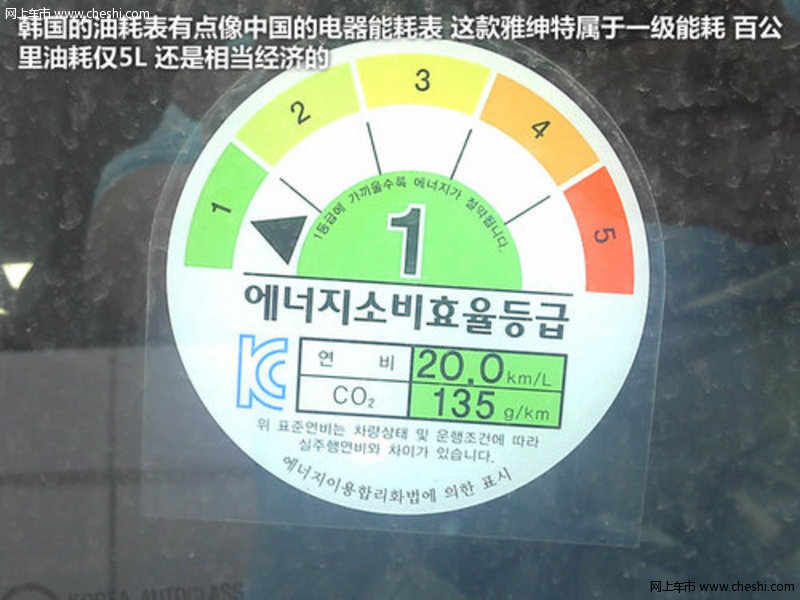 网上车市 www.cheshi.com
韩国的油耗表有点像中国的电器能耗表 这款雅绅特属于一级能耗 百公
里油耗仅5L 还是相当经济的
1
2
3
4
5
1등급에 가까울수록 에너지가 절약됩니다.
1
에너지소비효율등급
연 비 20.0 km/L
CO₂ 135 g/km
위 표준연비는 차량상태 및 운행조건에 따라
실주행연비와 차이가 있습니다.
에너지이용합리화법에 의한 표시
KOREA AUTOGLASS
网上车市 www.cheshi.com